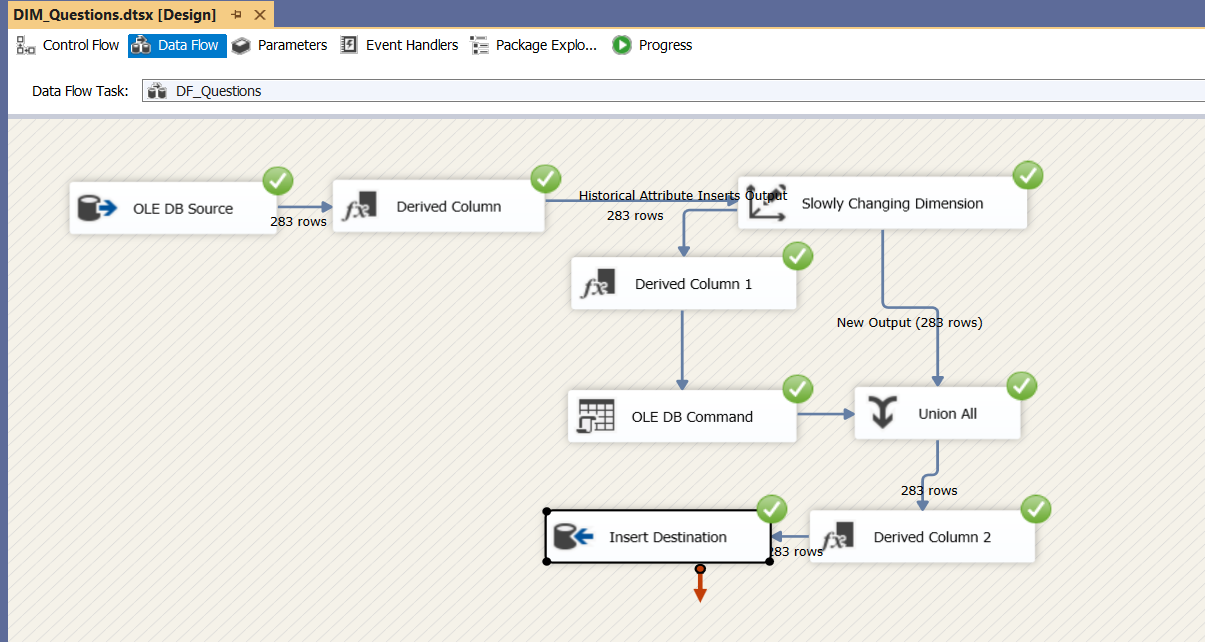 DIM_Questions.dtsx [Design]
Control Flow
Data Flow
Parameters
Event Handlers
Package Explo...
Progress
Data Flow Task:
DF_Questions
OLE DB Source
283 rows
Derived Column
Historical Attribute Inserts Output
283 rows
Slowly Changing Dimension
Derived Column 1
New Output (283 rows)
OLE DB Command
Union All
283 rows
Insert Destination
283 rows
Derived Column 2